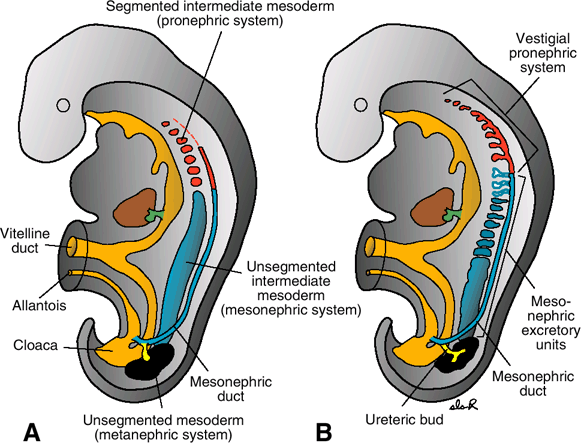 Segmented intermediate mesoderm
(pronephric system)
Vitelline
duct
Allantois
Cloaca
Unsegmented
intermediate
mesoderm
(mesonephric system)
Mesonephric
duct
Unsegmented mesoderm
(metanephric system)
A
Vestigial
pronephric
system
Meso-
nephric
excretory
units
Mesonephric
duct
Ureteric bud
B